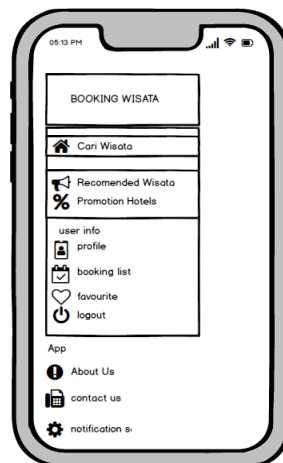 05:13 PM
BOOKING WISATA
Cari Wisata
Recomended Wisata
Promotion Hotels
user info
profile
booking list
favourite
logout
App
About Us
contact us
notification s